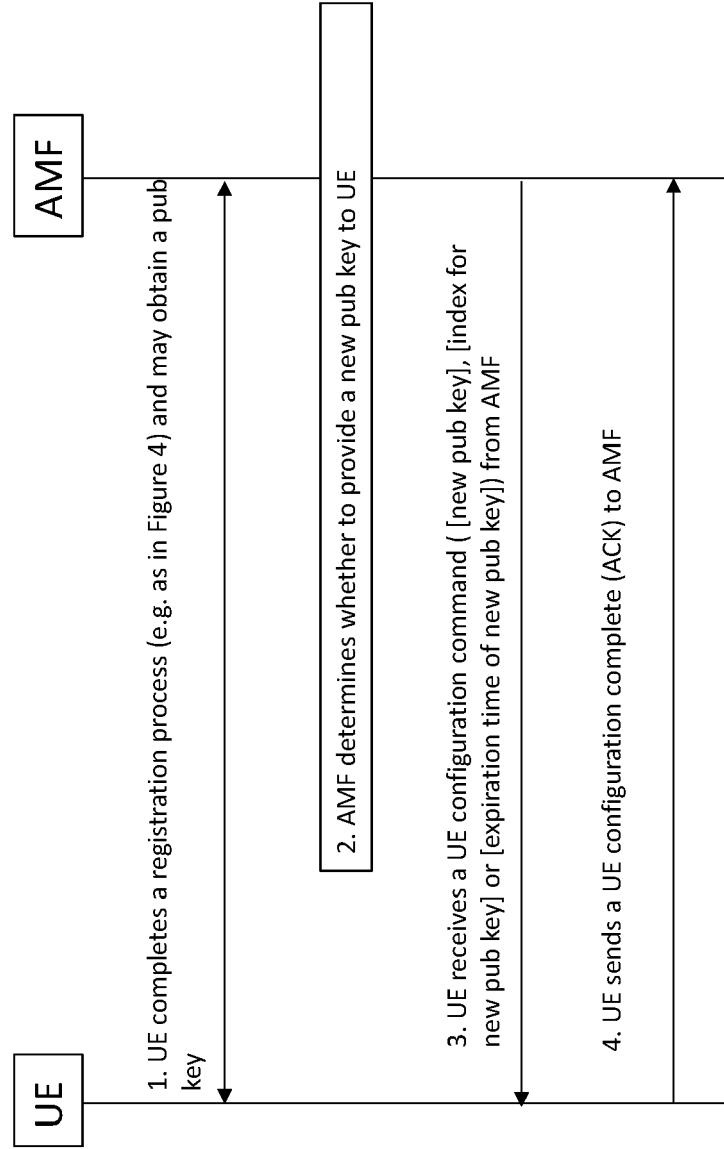 UE
AMF
1. UE completes a registration process (e.g. as in Figure 4) and may obtain a pub
key
2. AMF determines whether to provide a new pub key to UE
3. UE receives a UE configuration command ( [new pub key], [index for
new pub key] or [expiration time of new pub key]) from AMF
4. UE sends a UE configuration complete (ACK) to AMF